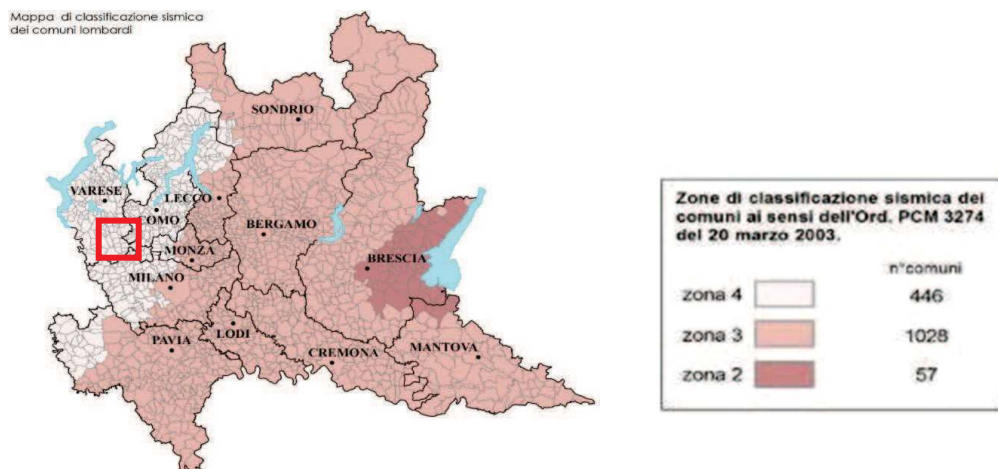 Mappa di classificazione sismica
dei comuni lombardi
SONDRIO
VARESE
LECCO
COMO
BERGAMO
MONZA
BRESCIA
MILANO
LODI
PAVIA
CREMONA
MANTOVA
Zone di classificazione sismica dei
comuni ai sensi dell'Ord. PCM 3274
del 20 marzo 2003.
n°comuni
zona 4 446
zona 3 1028
zona 2 57